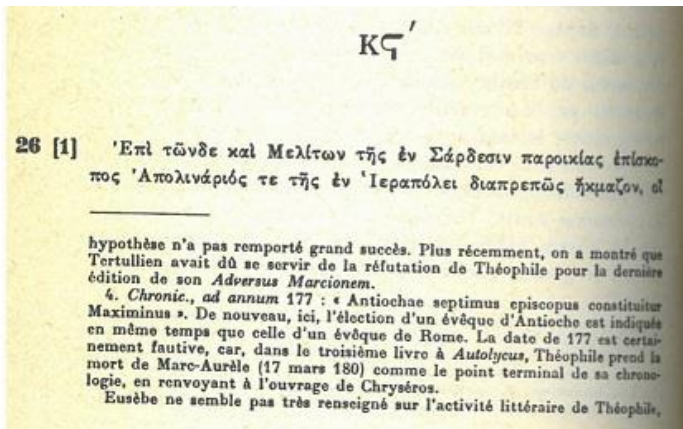 Κϛʹ
26 [1] Ἐπὶ τῶνδε καὶ Μελίτων τῆς ἐν Σάρδεσιν παροικίας ἐπίσκο-
πος Ἀπολινάριός τε τῆς ἐν Ἱεραπόλει διαπρεπῶς ἤκμαζον, οἳ
hypothèse n'a pas remporté grand succès. Plus récemment, on a montré que
Tertullien avait dû se servir de la réfutation de Théophile pour la dernière
édition de son Adversus Marcionem.
4. Chronic., ad annum 177 : « Antiochae septimus episcopus constituitur
Maximinus ». De nouveau, ici, l'élection d'un évêque d'Antioche est indiquée
en même temps que celle d'un évêque de Rome. La date de 177 est certai-
nement fautive, car, dans le troisième livre à Autolycus, Théophile prend la
mort de Marc-Aurèle (17 mars 180) comme le point terminal de sa chrono-
logie, en renvoyant à l'ouvrage de Chryséros.
Eusèbe ne semble pas très renseigné sur l'activité littéraire de Théophile,